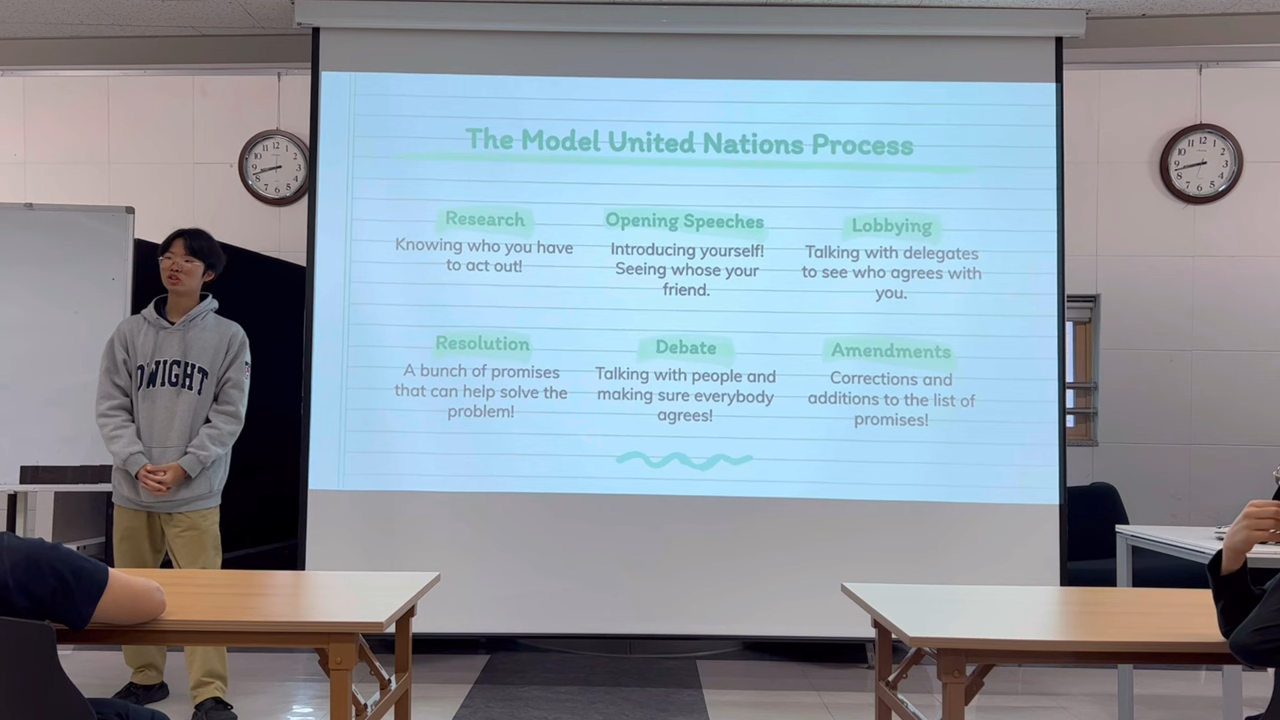 The Model United Nations Process
Research
Knowing who you have
to act out!
Opening Speeches
Introducing yourself!
Seeing whose your
friend.
Lobbying
Talking with delegates
to see who agrees with
you.
Resolution
A bunch of promises
that can help solve the
problem!
Debate
Talking with people and
making sure everybody
agrees!
Amendments
Corrections and
additions to the list of
promises!
DWIGHT